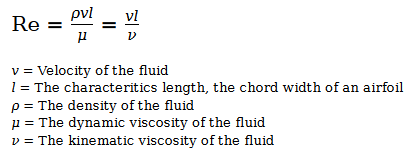 Re = ρvl/μ = vl/ν
v = Velocity of the fluid
l = The characteritics length, the chord width of an airfoil
ρ = The density of the fluid
μ = The dynamic viscosity of the fluid
ν = The kinematic viscosity of the fluid